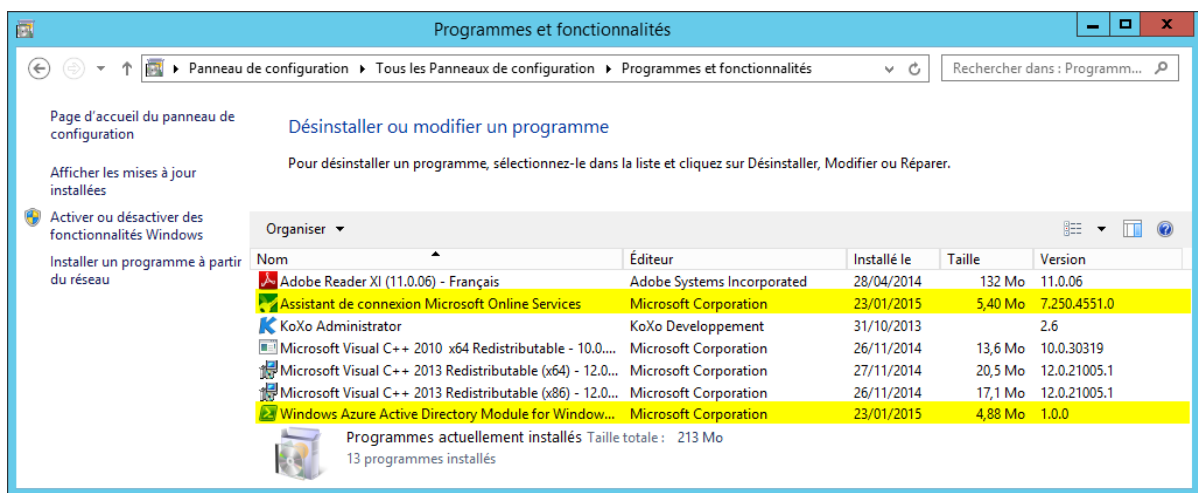 Programmes et fonctionnalités
Panneau de configuration Tous les Panneaux de configuration Programmes et fonctionnalités Rechercher dans : Programm...
Page d'accueil du panneau de
configuration
Afficher les mises à jour
installées
Activer ou désactiver des
fonctionnalités Windows
Installer un programme à partir
du réseau
Désinstaller ou modifier un programme
Pour désinstaller un programme, sélectionnez-le dans la liste et cliquez sur Désinstaller, Modifier ou Réparer.
Organiser
Nom Éditeur Installé le Taille Version
Adobe Reader XI (11.0.06) - Français Adobe Systems Incorporated 28/04/2014 132 Mo 11.0.06
Assistant de connexion Microsoft Online Services Microsoft Corporation 23/01/2015 5,40 Mo 7.250.4551.0
KoXo Administrator KoXo Developpement 31/10/2013 2.6
Microsoft Visual C++ 2010 x64 Redistributable - 10.0.... Microsoft Corporation 26/11/2014 13,6 Mo 10.0.30319
Microsoft Visual C++ 2013 Redistributable (x64) - 12.0... Microsoft Corporation 27/11/2014 20,5 Mo 12.0.21005.1
Microsoft Visual C++ 2013 Redistributable (x86) - 12.0... Microsoft Corporation 26/11/2014 17,1 Mo 12.0.21005.1
Windows Azure Active Directory Module for Window... Microsoft Corporation 23/01/2015 4,88 Mo 1.0.0
Programmes actuellement installés Taille totale : 213 Mo
13 programmes installés